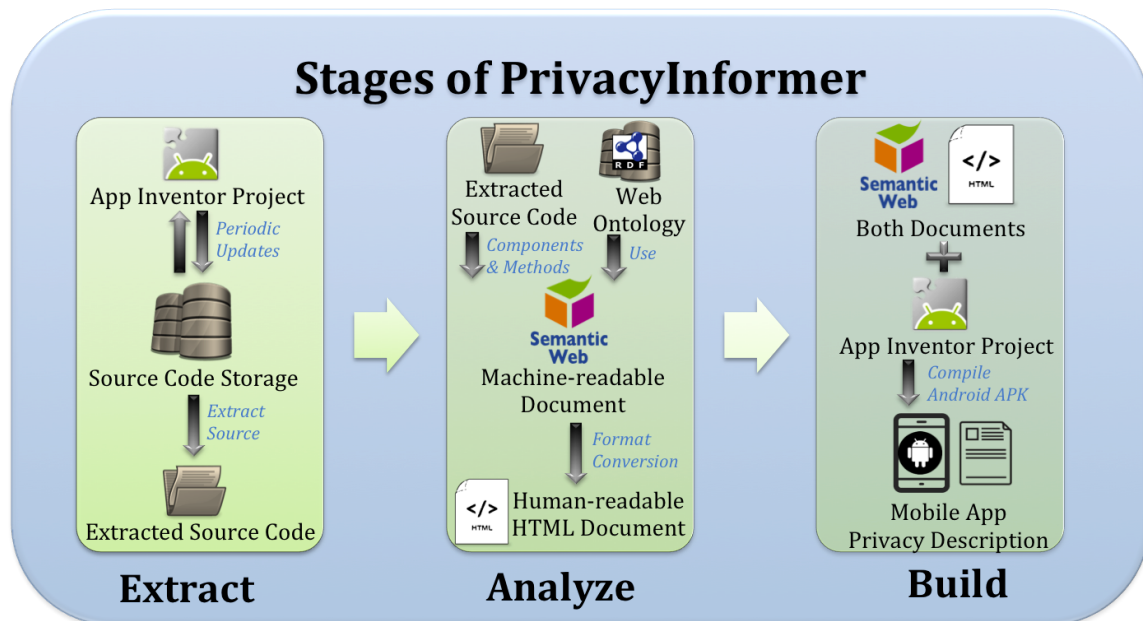 Stages of PrivacyInformer
App Inventor Project
Periodic
Updates
Source Code Storage
Extract
Source
Extracted Source Code
Extract
Extracted
Source Code
RDF
Web
Ontology
Components
& Methods
Use
Semantic
Web
Machine-readable
Document
Format
Conversion
</>
HTML
Human-readable
HTML Document
Analyze
Semantic
Web
</>
HTML
Both Documents
+
App Inventor Project
Compile
Android APK
Mobile App
Privacy Description
Build